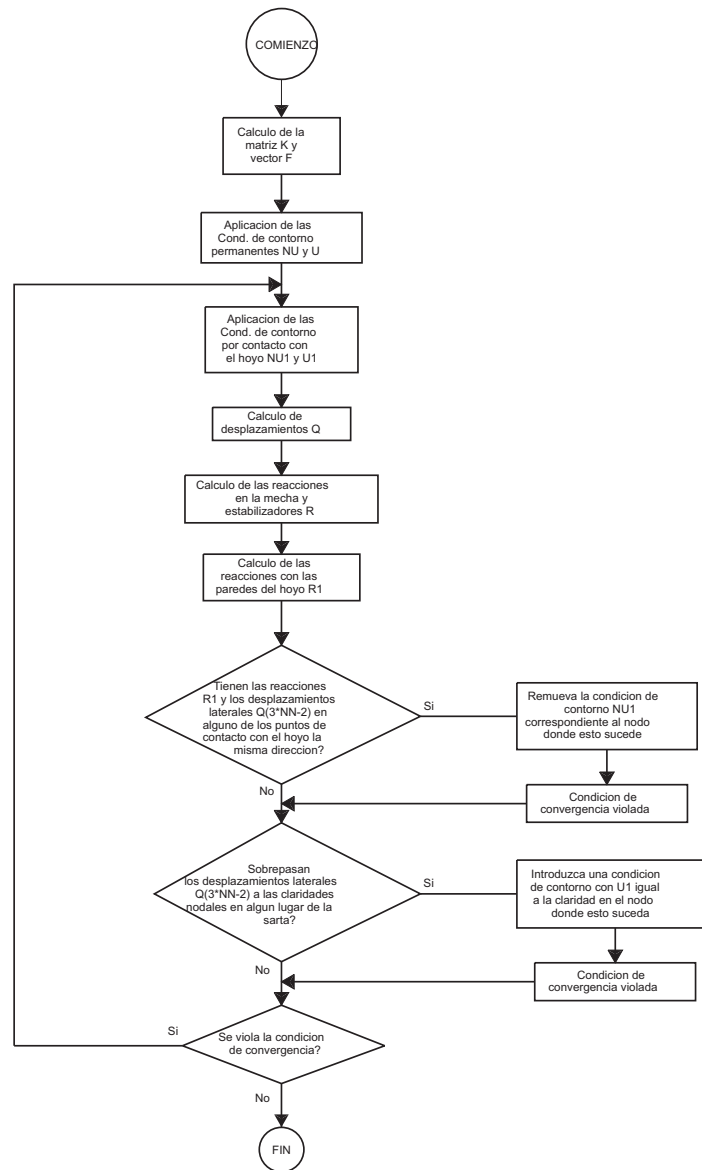 COMIENZO
Calculo de la
matriz K y
vector F
Aplicacion de las
Cond. de contorno
permanentes NU y U
Aplicacion de las
Cond. de contorno
por contacto con
el hoyo NU1 y U1
Calculo de
desplazamientos Q
Calculo de las reacciones
en la mecha y
estabilizadores R
Calculo de las
reacciones con las
paredes del hoyo R1
Tienen las reacciones
R1 y los desplazamientos
laterales Q(3*NN-2) en
alguno de los puntos de
contacto con el hoyo la
misma direccion?
Si
Remueva la condicion de
contorno NU1
correspondiente al nodo
donde esto sucede
No
Condicion de
convergencia violada
Sobrepasan
los desplazamientos laterales
Q(3*NN-2) a las claridades
nodales en algun lugar de la
sarta?
Si
Introduzca una condicion
de contorno con U1 igual
a la claridad en el nodo
donde esto suceda
No
Condicion de
convergencia violada
Se viola la condicion
de convergencia?
Si
No
FIN